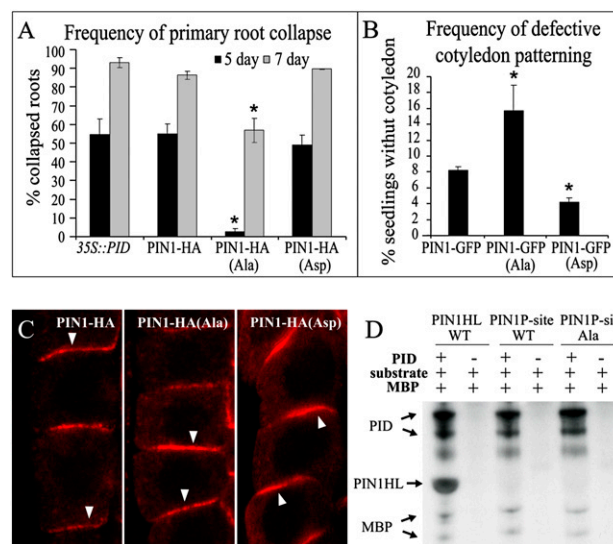 A
Frequency of primary root collapse
5 day 7 day
% collapsed roots
100
90
80
70
60
50
40
30
20
10
0
*
*
35S::PID PIN1-HA PIN1-HA (Ala) PIN1-HA (Asp)
B
Frequency of defective
cotyledon patterning
% seedlings without cotyledon
20
18
16
14
12
10
8
6
4
2
0
*
*
PIN1-GFP PIN1-GFP (Ala) PIN1-GFP (Asp)
C
PIN1-HA PIN1-HA(Ala) PIN1-HA(Asp)
D
PIN1HL PIN1P-site PIN1P-si
WT WT Ala
PID + - + - + -
substrate + + + + + +
MBP + + + + + +
PID
PIN1HL
MBP